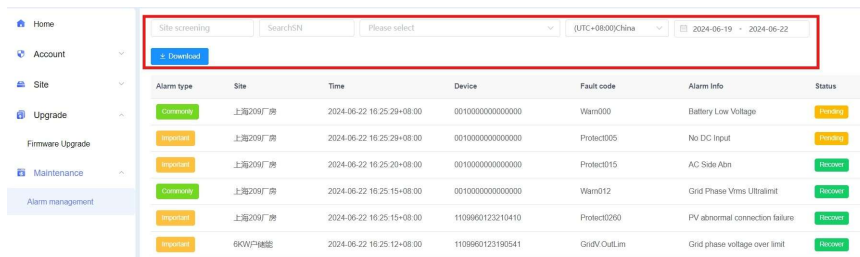 Home
Account
Site
Upgrade
Firmware Upgrade
Maintenance
Alarm management
Site screening SearchSN Please select (UTC+08:00)China 2024-06-19 - 2024-06-22
Download
Alarm type Site Time Device Fault code Alarm Info Status
Commonly 上海209厂房 2024-06-22 16:25:29+08:00 0010000000000000 Warn000 Battery Low Voltage Pending
Important 上海209厂房 2024-06-22 16:25:29+08:00 0010000000000000 Protect005 No DC Input Pending
Important 上海209厂房 2024-06-22 16:25:20+08:00 0010000000000000 Protect015 AC Side Abn Recover
Commonly 上海209厂房 2024-06-22 16:25:15+08:00 0010000000000000 Warn012 Grid Phase Vrms Ultralimit Recover
Important 上海209厂房 2024-06-22 16:25:15+08:00 1109960123210410 Protect0260 PV abnormal connection failure Recover
Important 6KW户储能 2024-06-22 16:25:12+08:00 1109960123190541 GridV.OutLim Grid phase voltage over limit Recover